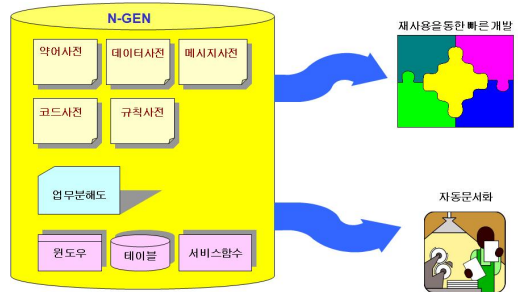 N-GEN
재사용을통한 빠른 개발
약어사전
데이터사전
메시지사전
코드사전
규칙사전
업무분해도
자동문서화
윈도우
테이블
서비스함수